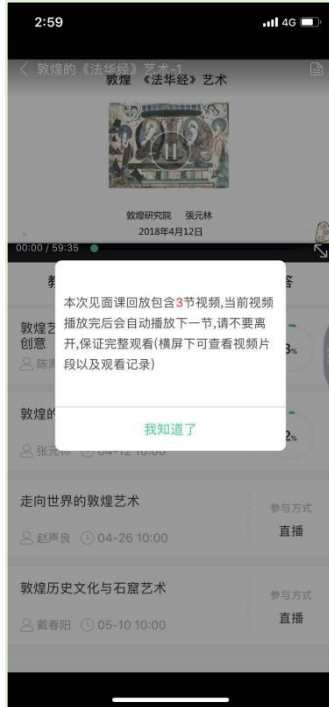 2:59
4G
敦煌的《法华经》艺术-1
敦煌 《法华经》 艺术
敦煌研究院 張元林
2018年4月12日
00:00 / 59:35
本次见面课回放包含3节视频,当前视频
播放完后会自动播放下一节,请不要离
开,保证完整观看(横屏下可查看视频片
段以及观看记录)
我知道了
敦煌艺
创意
敦煌的
04-12 10:00
走向世界的敦煌艺术
参与方式
赵声良 04-26 10:00
直播
敦煌历史文化与石窟艺术
参与方式
戴春阳 05-10 10:00
直播